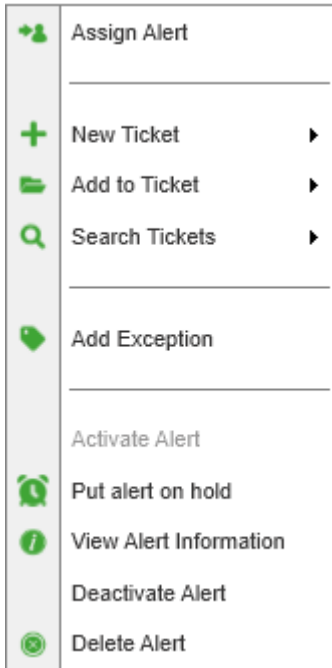 Assign Alert
New Ticket
Add to Ticket
Search Tickets
Add Exception
Activate Alert
Put alert on hold
View Alert Information
Deactivate Alert
Delete Alert